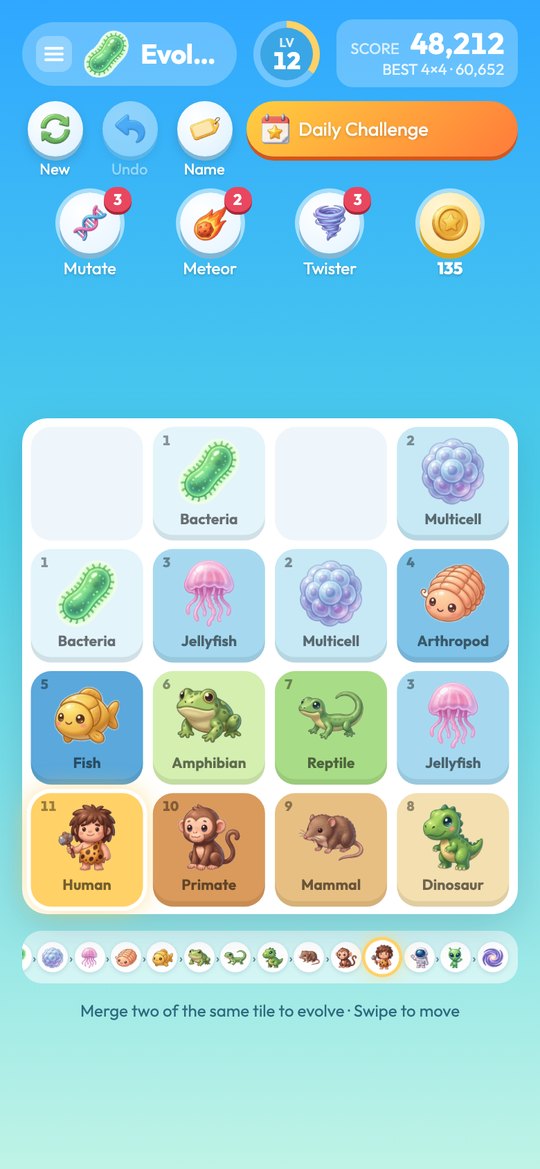 Evol...
LV
12
SCORE 48,212
BEST 4×4 · 60,652
Daily Challenge
New
Undo
Name
3
2
3
Mutate
Meteor
Twister
135
1
Bacteria
2
Multicell
1
Bacteria
3
Jellyfish
2
Multicell
4
Arthropod
5
Fish
6
Amphibian
7
Reptile
3
Jellyfish
11
Human
10
Primate
9
Mammal
8
Dinosaur
Merge two of the same tile to evolve · Swipe to move